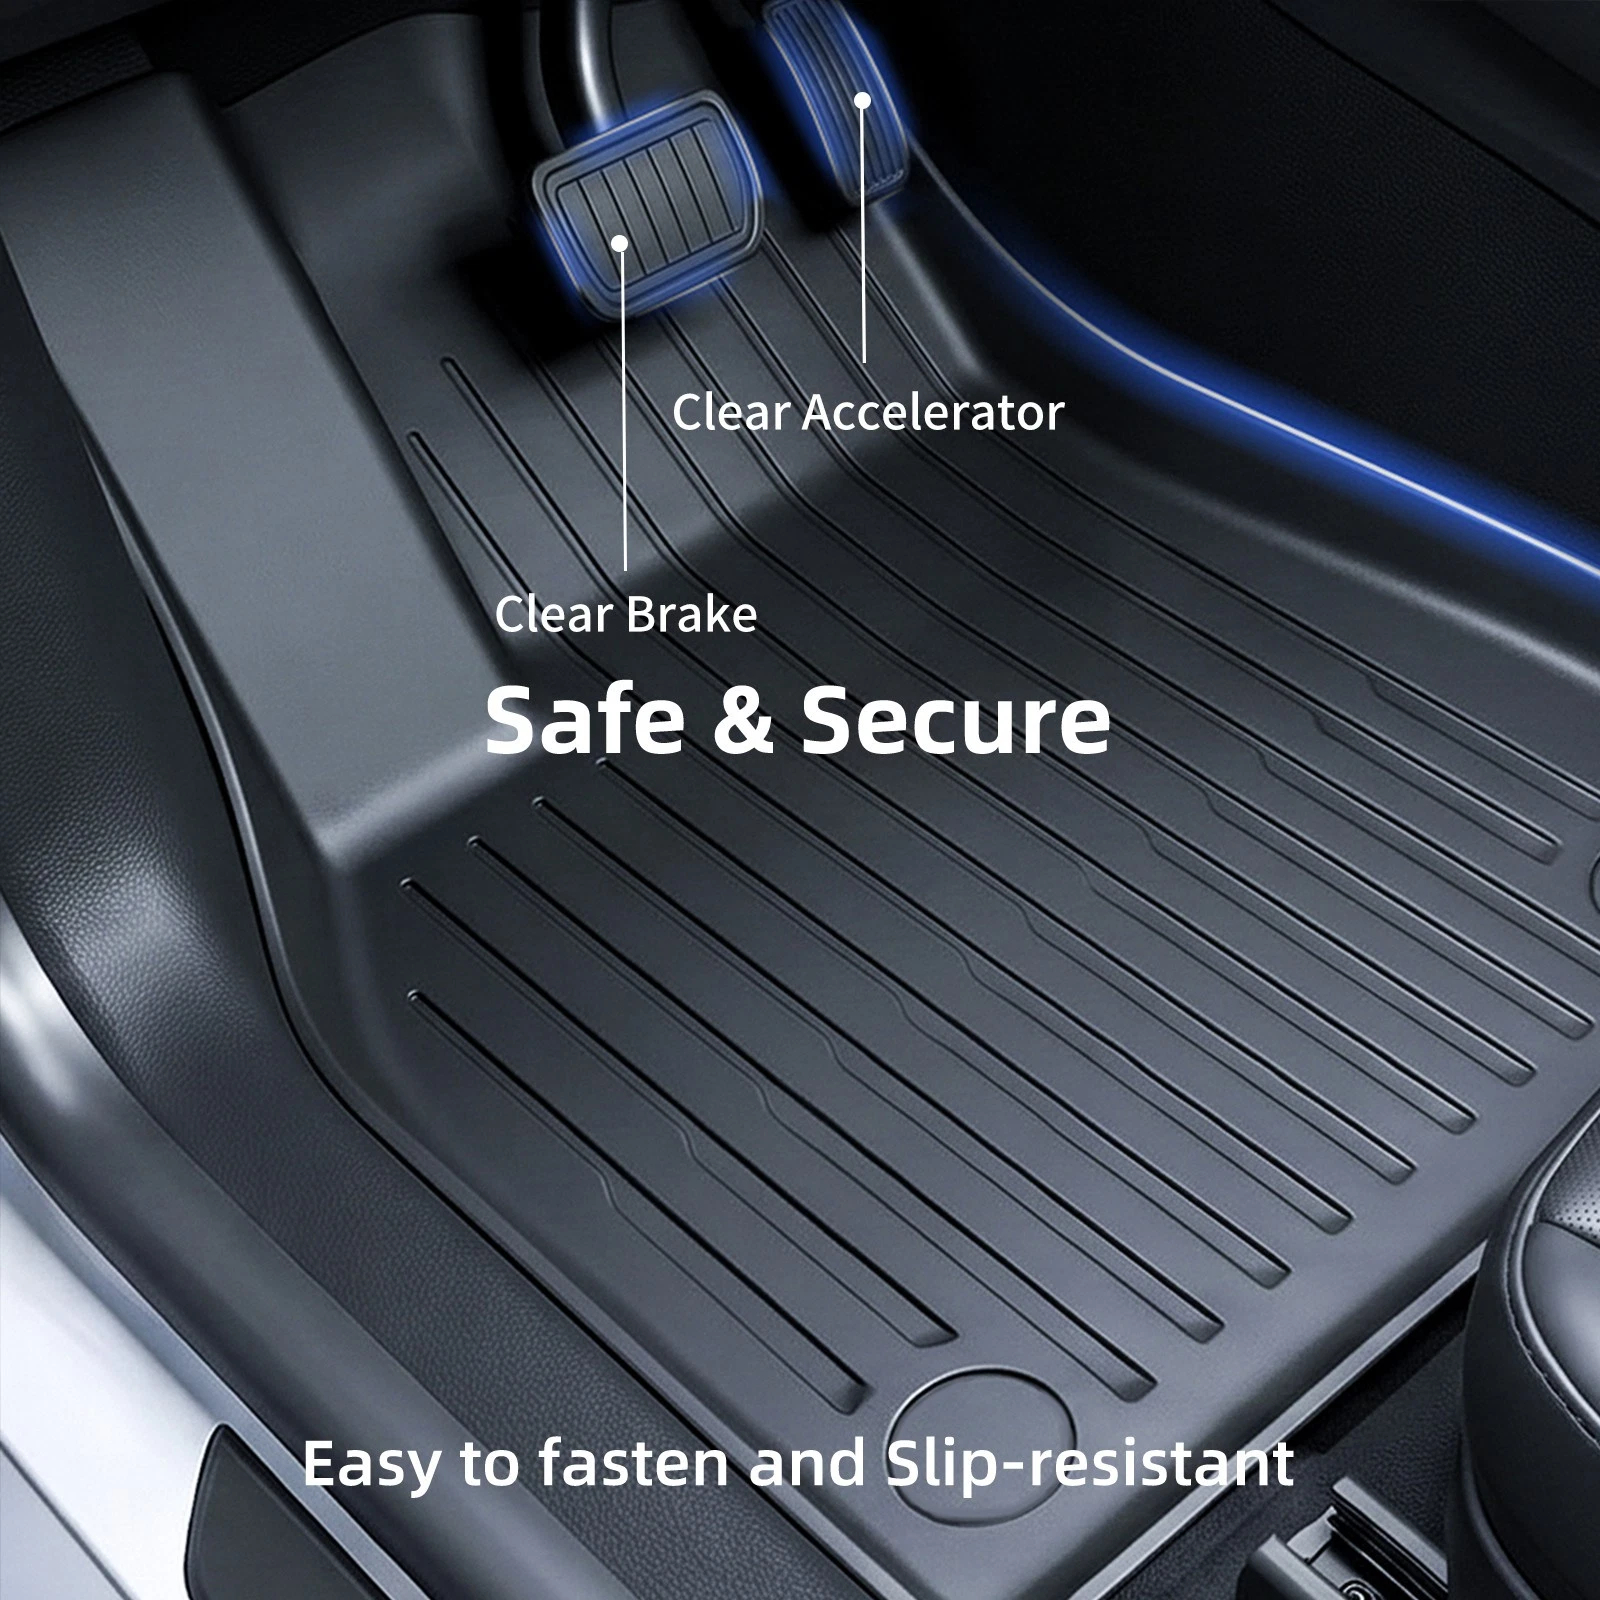 Clear Accelerator
Clear Brake
Safe & Secure
Easy to fasten and Slip-resistant